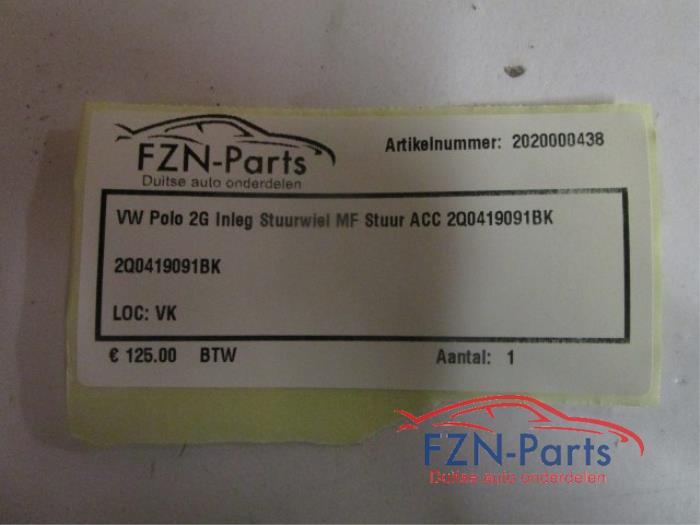 FZN-Parts
Duitse auto onderdelen
Artikelnummer: 2020000438
VW Polo 2G Inleg Stuurwiel MF Stuur ACC 2Q0419091BK
2Q0419091BK
LOC: VK
€ 125.00 BTW Aantal: 1
FZN-Parts
Duitse auto onderdelen